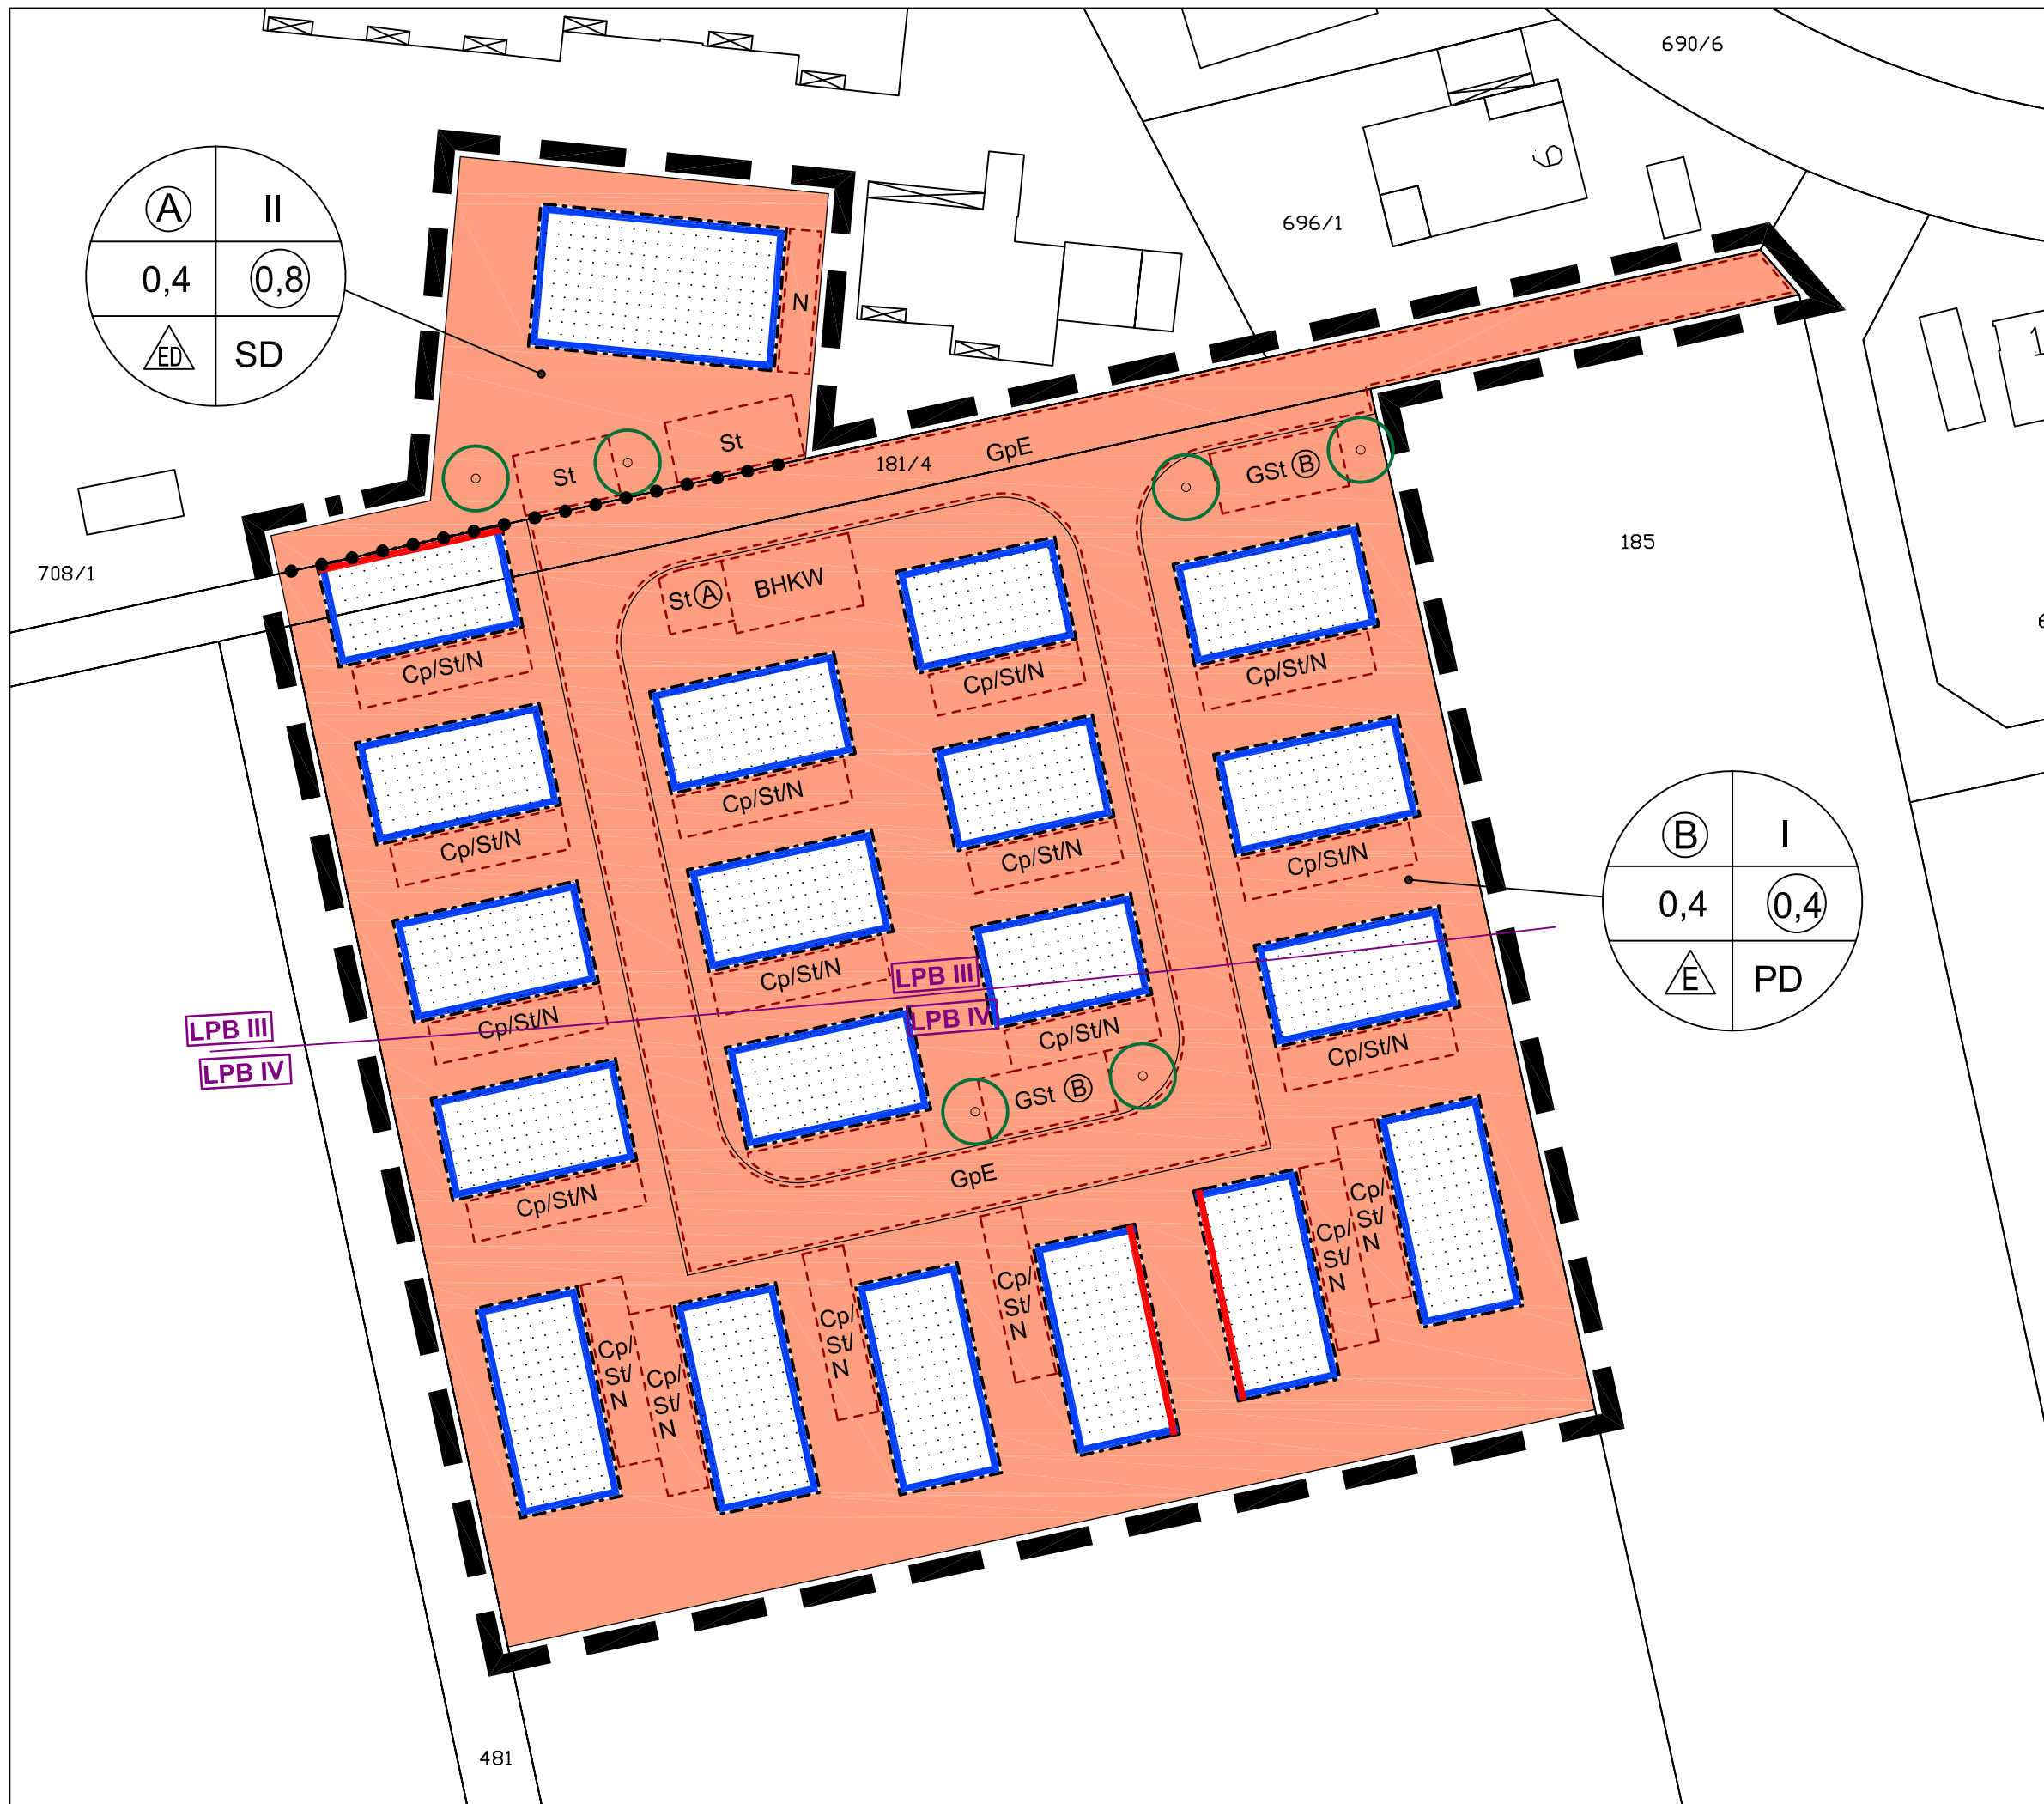 690/6
6
696/1
A II
0,4 0,8
ED SD
N
St
St
181/4
GpE
GSt B
185
708/1
St A
BHKW
Cp/St/N
Cp/St/N
Cp/St/N
Cp/St/N
Cp/St/N
Cp/St/N
Cp/St/N
Cp/St/N
B I
0,4 0,4
E PD
Cp/St/N
LPB III
LPB IV
Cp/St/N
Cp/St/N
Cp/St/N
LPB III
LPB IV
GSt B
Cp/St/N
GpE
Cp/
St/
N
Cp/
St/
N
Cp/
St/
N
Cp/
St/
N
Cp/
St/
N
Cp/
St/
N
481